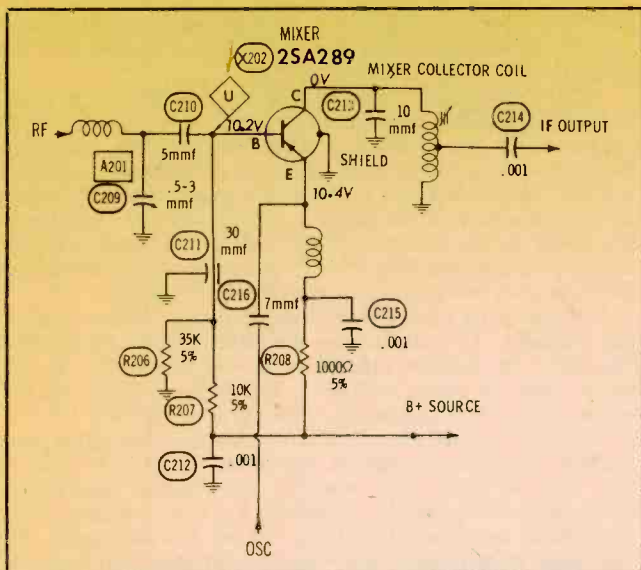 MIXER
X202 2SA289
MIXER COLLECTOR COIL
C210
U
10.2V
0V
C
C213
10
mmf
C214
RF
5mmf
B
SHIELD
IF OUTPUT
A201
.5-3
mmf
C209
E
10.4V
.001
C211
30
mmf
C216
7mmf
C215
.001
R206
35K
5%
R208
1000Ω
5%
10K
5%
R207
B+ SOURCE
C212
.001
OSC